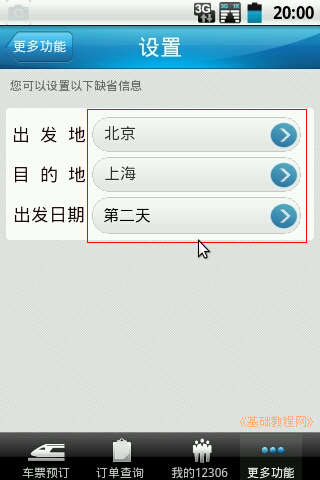 3G 3G 1X 20:00
更多功能 设置
您可以设置以下缺省信息
出 发 地 北京
目 的 地 上海
出发日期 第二天
《基础教程网》
车票预订 订单查询 我的12306 更多功能